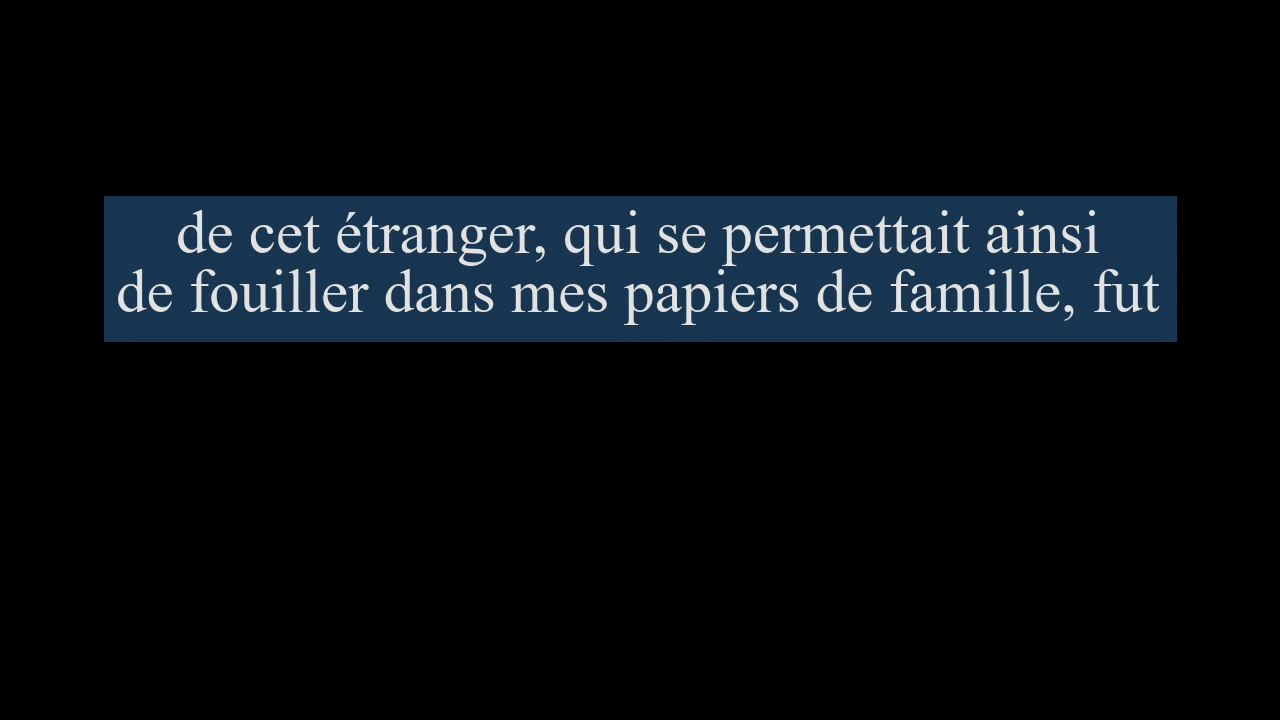 de cet étranger, qui se permettait ainsi
de fouiller dans mes papiers de famille, fut